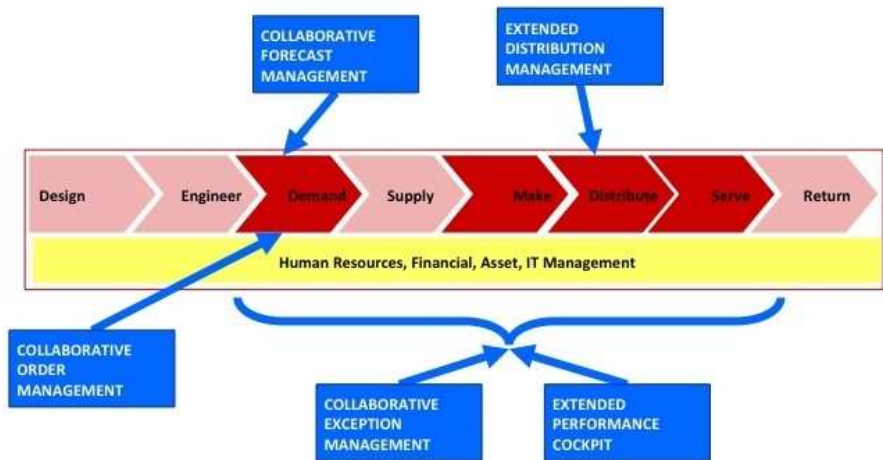 COLLABORATIVE
FORECAST
MANAGEMENT
EXTENDED
DISTRIBUTION
MANAGEMENT
Design
Engineer
Demand
Supply
Make
Distribute
Serve
Return
Human Resources, Financial, Asset, IT Management
COLLABORATIVE
ORDER
MANAGEMENT
COLLABORATIVE
EXCEPTION
MANAGEMENT
EXTENDED
PERFORMANCE
COCKPIT